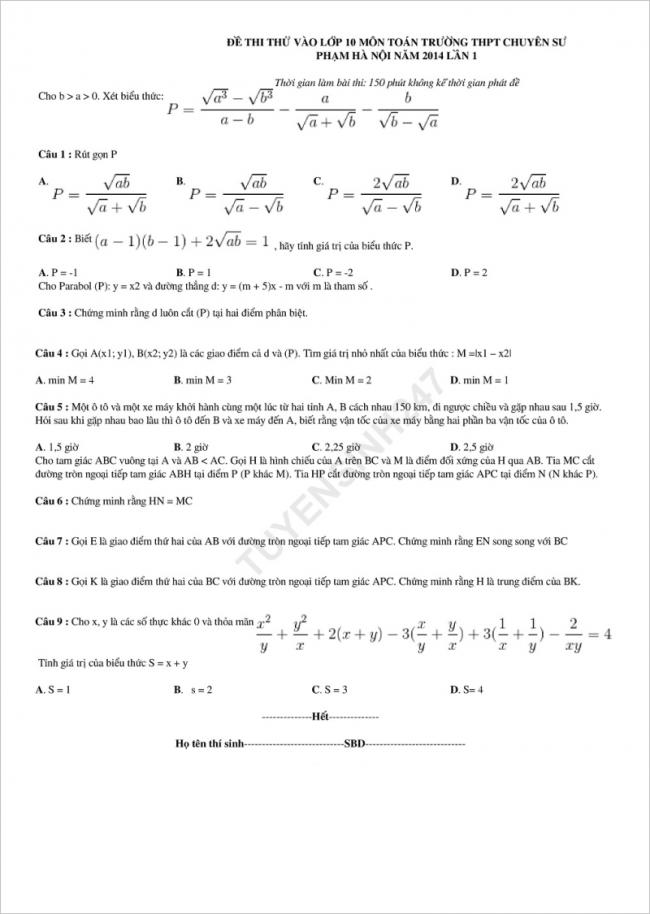 ĐỀ THI THỬ VÀO LỚP 10 MÔN TOÁN TRƯỜNG THPT CHUYÊN SƯ
PHẠM HÀ NỘI NĂM 2014 LẦN 1
Thời gian làm bài thi: 150 phút không kể thời gian phát đề
Cho b > a > 0. Xét biểu thức: P = (√a³ − √b³)/(a − b) − a/(√a + √b) − b/(√b − √a)
Câu 1 : Rút gọn P
A. P = √ab/(√a + √b) B. P = √ab/(√a − √b) C. P = 2√ab/(√a − √b) D. P = 2√ab/(√a + √b)
Câu 2 : Biết (a − 1)(b − 1) + 2√ab = 1 , hãy tính giá trị của biểu thức P.
A. P = -1 B. P = 1 C. P = -2 D. P = 2
Cho Parabol (P): y = x2 và đường thẳng d: y = (m + 5)x - m với m là tham số .
Câu 3 : Chứng minh rằng d luôn cắt (P) tại hai điểm phân biệt.
Câu 4 : Gọi A(x1; y1), B(x2; y2) là các giao điểm cả d và (P). Tìm giá trị nhỏ nhất của biểu thức : M =|x1 – x2|
A. min M = 4 B. min M = 3 C. Min M = 2 D. min M = 1
Câu 5 : Một ô tô và một xe máy khởi hành cùng một lúc từ hai tỉnh A, B cách nhau 150 km, đi ngược chiều và gặp nhau sau 1,5 giờ.
Hỏi sau khi gặp nhau bao lâu thì ô tô đến B và xe máy đến A, biết rằng vận tốc của xe máy bằng hai phần ba vận tốc của ô tô.
A. 1,5 giờ B. 2 giờ C. 2,25 giờ D. 2,5 giờ
Cho tam giác ABC vuông tại A và AB < AC. Gọi H là hình chiếu của A trên BC và M là điểm đối xứng của H qua AB. Tia MC cắt
đường tròn ngoại tiếp tam giác ABH tại điểm P (P khác M). Tia HP cắt đường tròn ngoại tiếp tam giác APC tại điểm N (N khác P).
Câu 6 : Chứng minh rằng HN = MC
Câu 7 : Gọi E là giao điểm thứ hai của AB với đường tròn ngoại tiếp tam giác APC. Chứng minh rằng EN song song với BC
Câu 8 : Gọi K là giao điểm thứ hai của BC với đường tròn ngoại tiếp tam giác APC. Chứng minh rằng H là trung điểm của BK.
Câu 9 : Cho x, y là các số thực khác 0 và thỏa mãn x²/y + y²/x + 2(x + y) − 3(x/y + y/x) + 3(1/x + 1/y) − 2/xy = 4
Tính giá trị của biểu thức S = x + y
A. S = 1 B. s = 2 C. S = 3 D. S= 4
--------------Hết--------------
Họ tên thí sinh----------------------------SBD----------------------------
TUYENSINH247